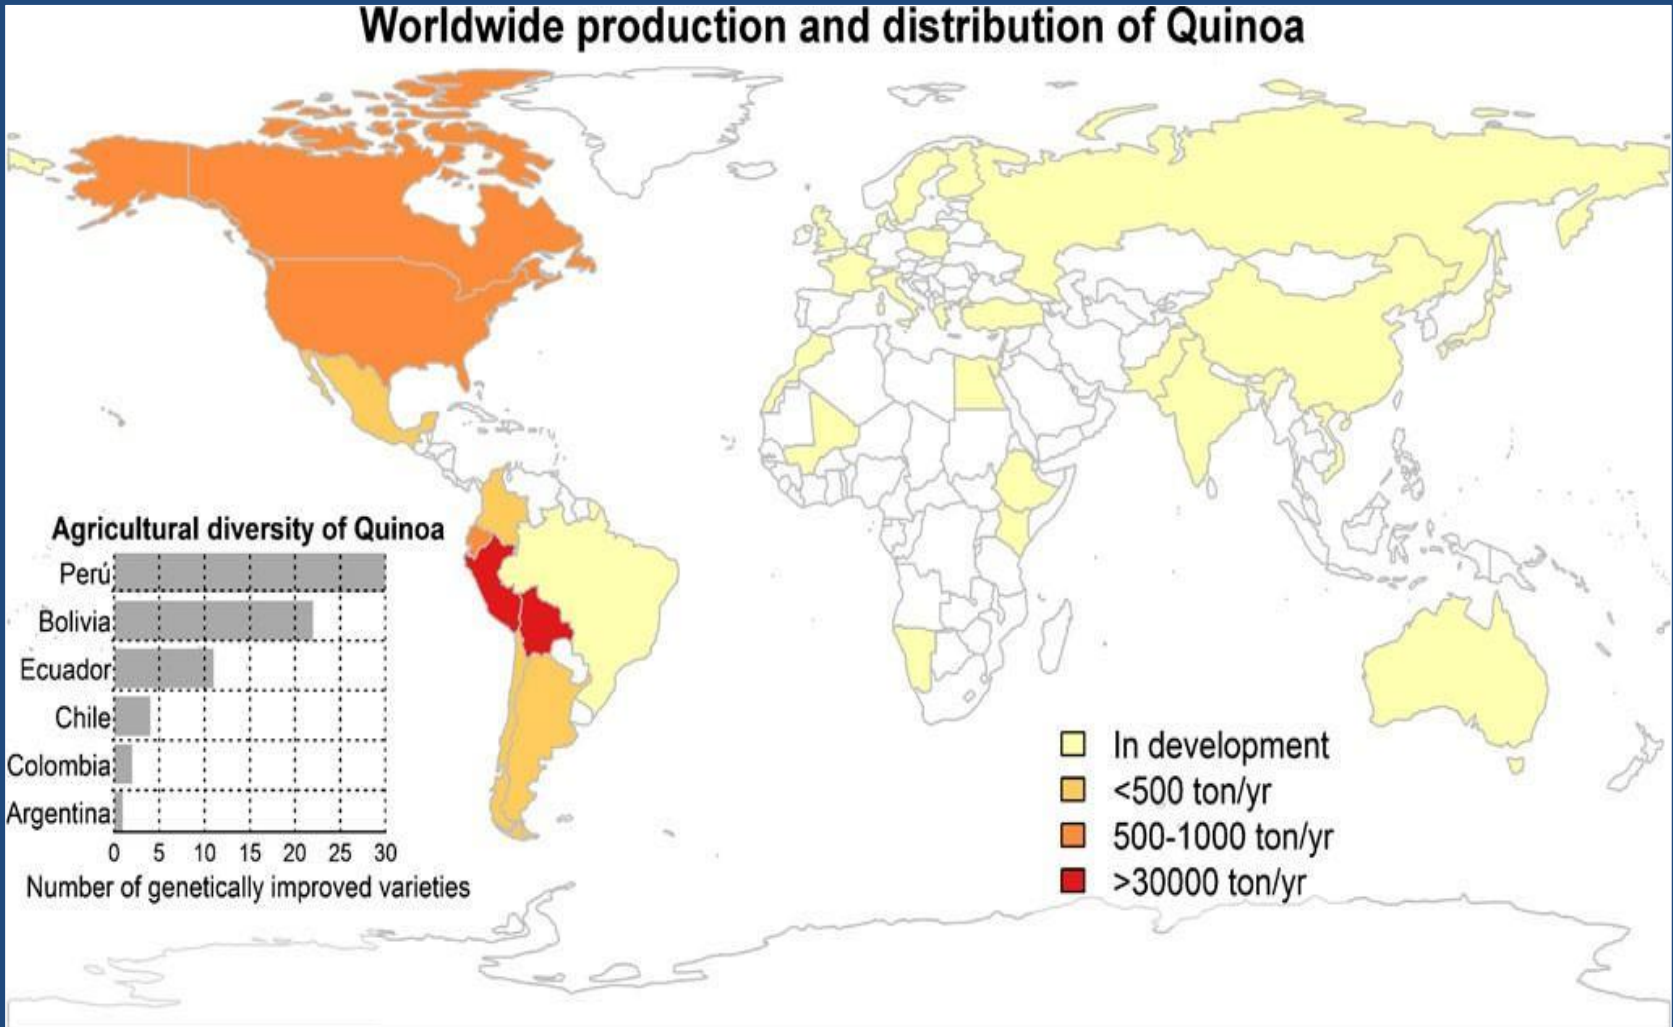 Worldwide production and distribution of Quinoa
Agricultural diversity of Quinoa
Perú
Bolivia
Ecuador
Chile
Colombia
Argentina
0 5 10 15 20 25 30
Number of genetically improved varieties
In development
<500 ton/yr
500-1000 ton/yr
>30000 ton/yr